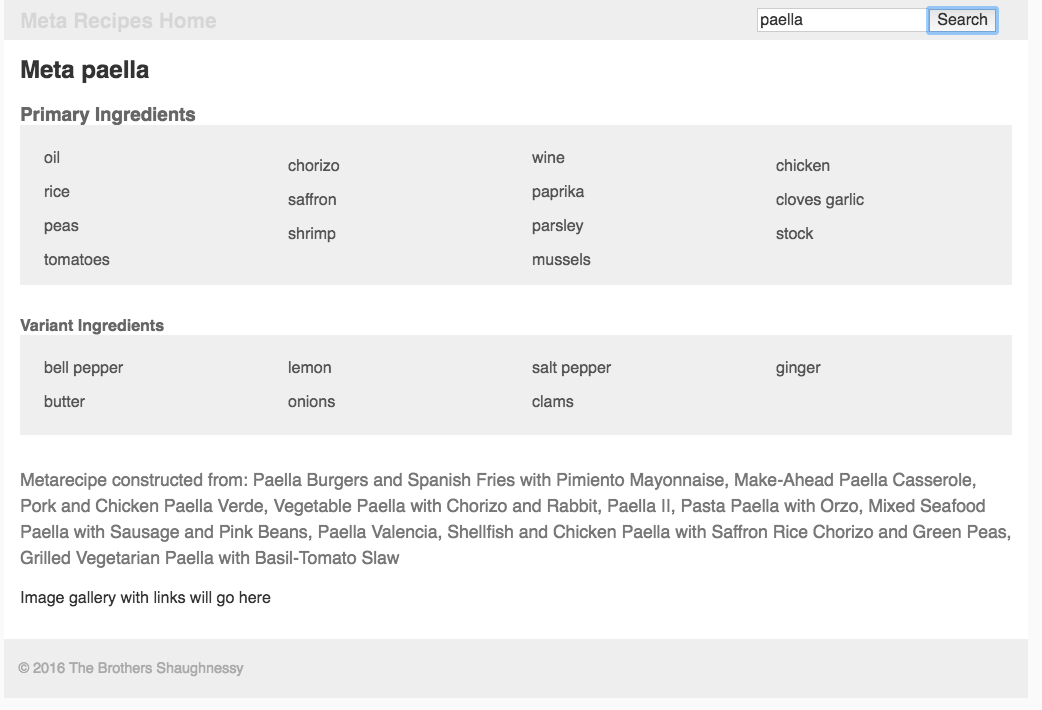 Meta Recipes Home
paella
Search
Meta paella
Primary Ingredients
oil
rice
peas
tomatoes
chorizo
saffron
shrimp
wine
paprika
parsley
mussels
chicken
cloves garlic
stock
Variant Ingredients
bell pepper
butter
lemon
onions
salt pepper
clams
ginger
Metarecipe constructed from: Paella Burgers and Spanish Fries with Pimiento Mayonnaise, Make-Ahead Paella Casserole,
Pork and Chicken Paella Verde, Vegetable Paella with Chorizo and Rabbit, Paella II, Pasta Paella with Orzo, Mixed Seafood
Paella with Sausage and Pink Beans, Paella Valencia, Shellfish and Chicken Paella with Saffron Rice Chorizo and Green Peas,
Grilled Vegetarian Paella with Basil-Tomato Slaw
Image gallery with links will go here
© 2016 The Brothers Shaughnessy